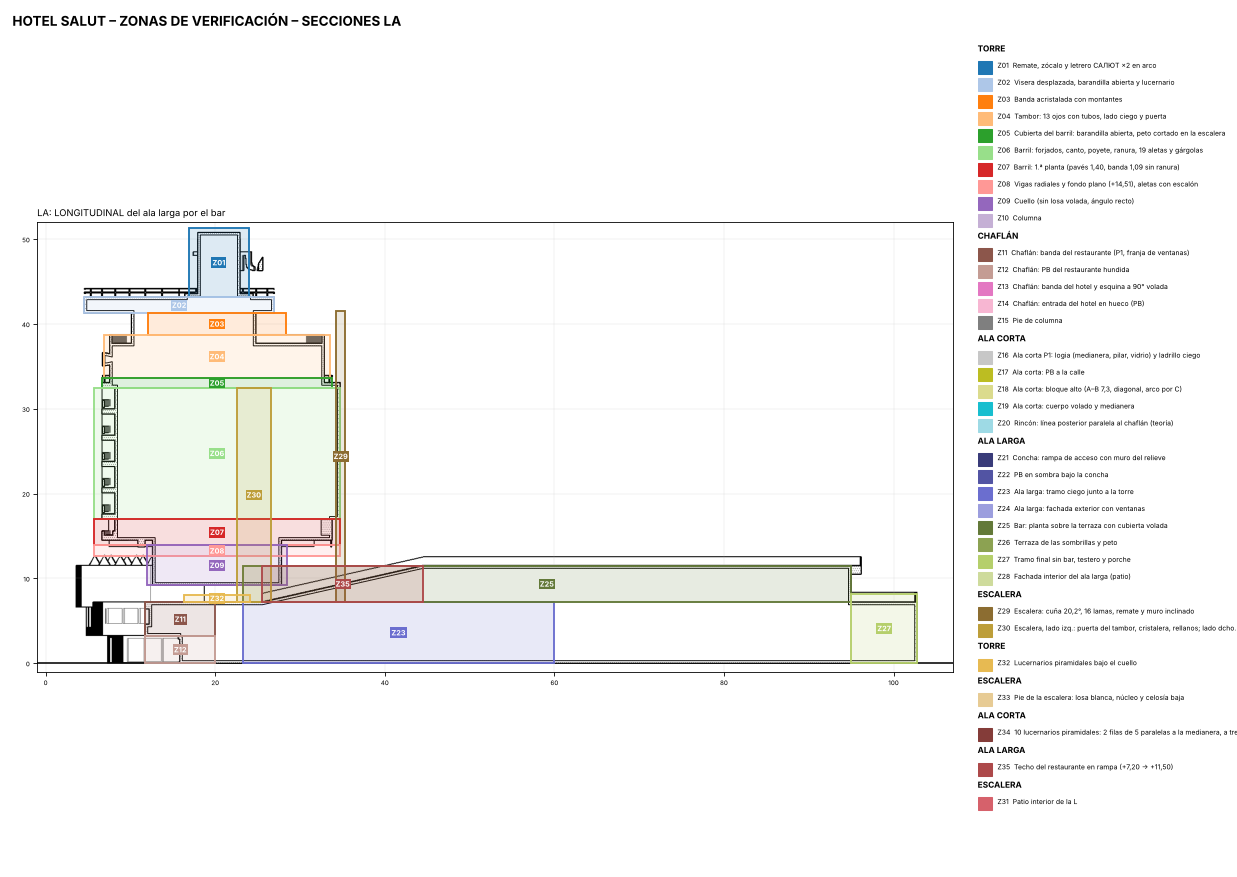 HOTEL SALUT – ZONAS DE VERIFICACIÓN – SECCIONES LA
LA: LONGITUDINAL del ala larga por el bar
50
40
30
20
10
0
0
20
40
60
80
100
Z01
Z02
Z03
Z04
Z05
Z06
Z29
Z30
Z07
Z08
Z09
Z32
Z35
Z25
Z11
Z23
Z27
Z12
TORRE
Z01 Remate, zócalo y letrero САЛЮТ ×2 en arco
Z02 Visera desplazada, barandilla abierta y lucernario
Z03 Banda acristalada con montantes
Z04 Tambor: 13 ojos con tubos, lado ciego y puerta
Z05 Cubierta del barril: barandilla abierta, peto cortado en la escalera
Z06 Barril: forjados, canto, poyete, ranura, 19 aletas y gárgolas
Z07 Barril: 1.ª planta (pavés 1,40, banda 1,09 sin ranura)
Z08 Vigas radiales y fondo plano (+14,51), aletas con escalón
Z09 Cuello (sin losa volada, ángulo recto)
Z10 Columna
CHAFLÁN
Z11 Chaflán: banda del restaurante (P1, franja de ventanas)
Z12 Chaflán: PB del restaurante hundida
Z13 Chaflán: banda del hotel y esquina a 90° volada
Z14 Chaflán: entrada del hotel en hueco (PB)
Z15 Pie de columna
ALA CORTA
Z16 Ala corta P1: logia (medianera, pilar, vidrio) y ladrillo ciego
Z17 Ala corta: PB a la calle
Z18 Ala corta: bloque alto (A–B 7,3, diagonal, arco por C)
Z19 Ala corta: cuerpo volado y medianera
Z20 Rincón: línea posterior paralela al chaflán (teoría)
ALA LARGA
Z21 Concha: rampa de acceso con muro del relieve
Z22 PB en sombra bajo la concha
Z23 Ala larga: tramo ciego junto a la torre
Z24 Ala larga: fachada exterior con ventanas
Z25 Bar: planta sobre la terraza con cubierta volada
Z26 Terraza de las sombrillas y peto
Z27 Tramo final sin bar, testero y porche
Z28 Fachada interior del ala larga (patio)
ESCALERA
Z29 Escalera: cuña 20,2°, 16 lamas, remate y muro inclinado
Z30 Escalera, lado izq.: puerta del tambor, cristalera, rellanos; lado dcho.
TORRE
Z32 Lucernarios piramidales bajo el cuello
ESCALERA
Z33 Pie de la escalera: losa blanca, núcleo y celosía baja
ALA CORTA
Z34 10 lucernarios piramidales: 2 filas de 5 paralelas a la medianera, a tre
ALA LARGA
Z35 Techo del restaurante en rampa (+7,20 → +11,50)
ESCALERA
Z31 Patio interior de la L